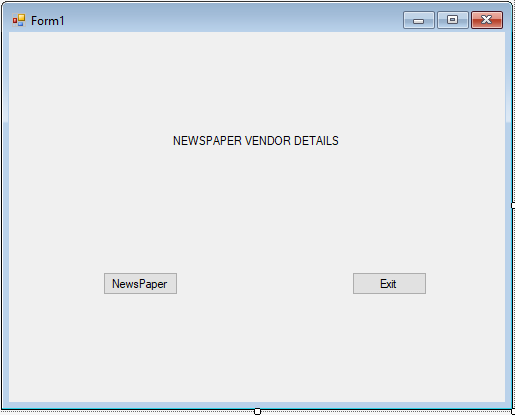 Form1
NEWSPAPER VENDOR DETAILS
NewsPaper
Exit